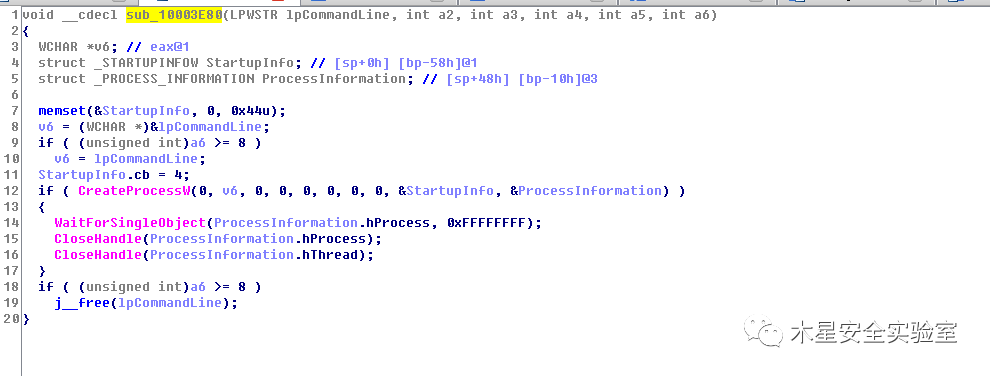 1 void __cdecl sub_10003E80(LPWSTR lpCommandLine, int a2, int a3, int a4, int a5, int a6)
2 {
3 WCHAR *v6; // eax@1
4 struct _STARTUPINFOW StartupInfo; // [sp+0h] [bp-58h]@1
5 struct _PROCESS_INFORMATION ProcessInformation; // [sp+48h] [bp-10h]@3
6
7 memset(&StartupInfo, 0, 0x44u);
8 v6 = (WCHAR *)&lpCommandLine;
9 if ( (unsigned int)a6 >= 8 )
10 v6 = lpCommandLine;
11 StartupInfo.cb = 4;
12 if ( CreateProcessW(0, v6, 0, 0, 0, 0, 0, 0, &StartupInfo, &ProcessInformation) )
13 {
14 WaitForSingleObject(ProcessInformation.hProcess, 0xFFFFFFFF);
15 CloseHandle(ProcessInformation.hProcess);
16 CloseHandle(ProcessInformation.hThread);
17 }
18 if ( (unsigned int)a6 >= 8 )
19 j__free(lpCommandLine);
20 }
木星安全实验室